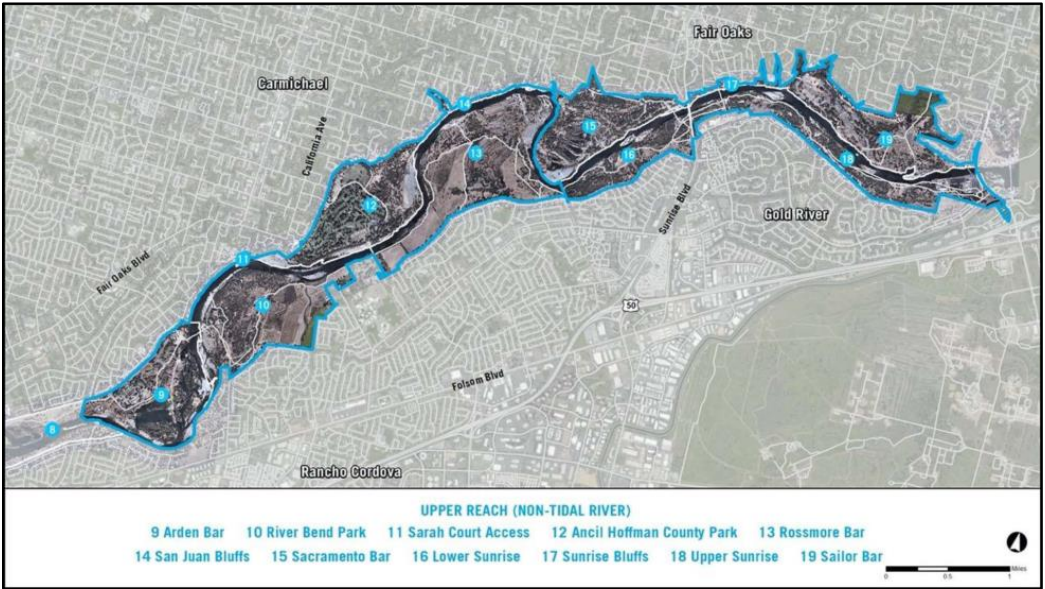 Fair Oaks
17
Carmichael
14
California Ave
15
19
13
16
18
12
Sunrise Blvd
Gold River
11
Fair Oaks Blvd
10
50
Folsom Blvd
9
8
Rancho Cordova
UPPER REACH (NON-TIDAL RIVER)
9 Arden Bar 10 River Bend Park 11 Sarah Court Access 12 Ancil Hoffman County Park 13 Rossmore Bar
14 San Juan Bluffs 15 Sacramento Bar 16 Lower Sunrise 17 Sunrise Bluffs 18 Upper Sunrise 19 Sailor Bar
Miles
0 0.5 1